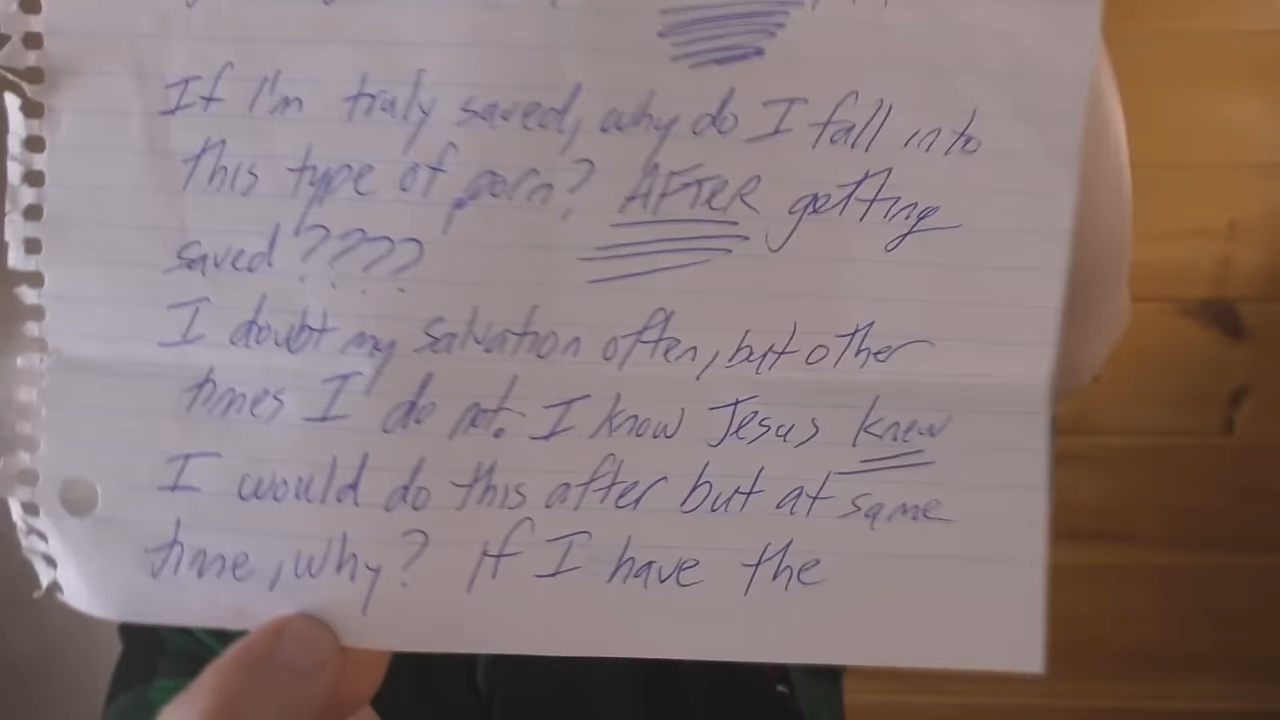 If I'm truly saved, why do I fall into
this type of porn? AFTER getting
saved????
I doubt my salvation often, but other
times I do not. I know Jesus knew
I would do this after but at same
time, why? If I have the